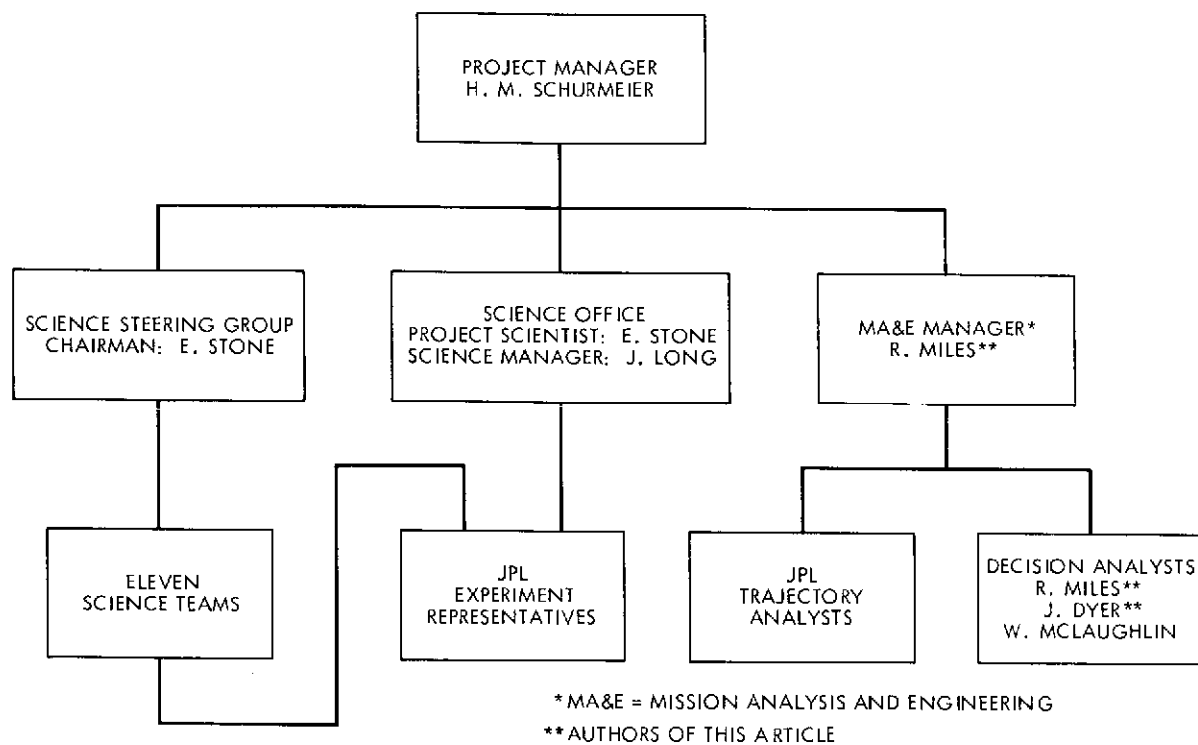 PROJECT MANAGER
H. M. SCHURMEIER
SCIENCE STEERING GROUP
CHAIRMAN: E. STONE
SCIENCE OFFICE
PROJECT SCIENTIST: E. STONE
SCIENCE MANAGER: J. LONG
MA&E MANAGER*
R. MILES**
ELEVEN
SCIENCE TEAMS
JPL
EXPERIMENT
REPRESENTATIVES
JPL
TRAJECTORY
ANALYSTS
DECISION ANALYSTS
R. MILES**
J. DYER**
W. MCLAUGHLIN
*MA&E = MISSION ANALYSIS AND ENGINEERING
**AUTHORS OF THIS ARTICLE